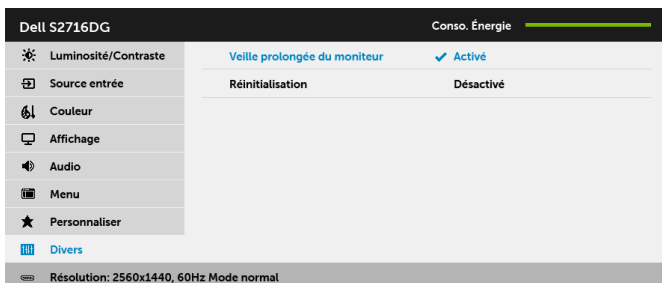 Dell S2716DG Conso. Énergie
Luminosité/Contraste Veille prolongée du moniteur Activé
Source entrée Réinitialisation Désactivé
Couleur
Affichage
Audio
Menu
Personnaliser
Divers
Résolution: 2560x1440, 60Hz Mode normal